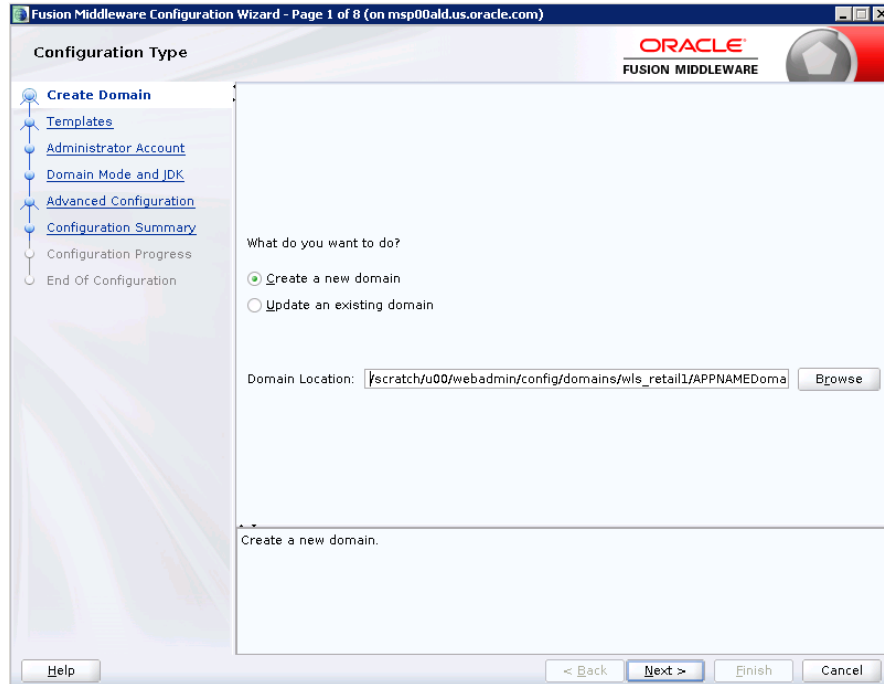 Fusion Middleware Configuration Wizard - Page 1 of 8 (on msp00ald.us.oracle.com)
Configuration Type
ORACLE
FUSION MIDDLEWARE
Create Domain
Templates
Administrator Account
Domain Mode and JDK
Advanced Configuration
Configuration Summary
Configuration Progress
End Of Configuration
What do you want to do?
Create a new domain
Update an existing domain
Domain Location: /scratch/u00/webadmin/config/domains/wls_retail1/APPNAMEDoma Browse
Create a new domain.
Help < Back Next > Finish Cancel